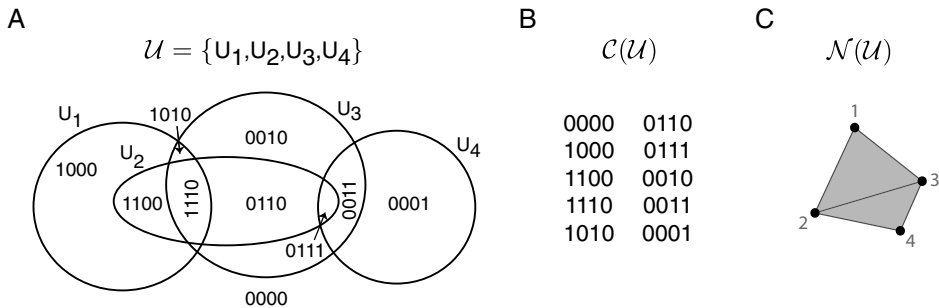 A
𝒰 = {U1,U2,U3,U4}
U1
1010
U3
0010
U4
U2
1000
1100
1110
0110
0011
0001
0111
0000
B
𝒞(𝒰)
0000 0110
1000 0111
1100 0010
1110 0011
1010 0001
C
𝒩(𝒰)
1
3
2
4